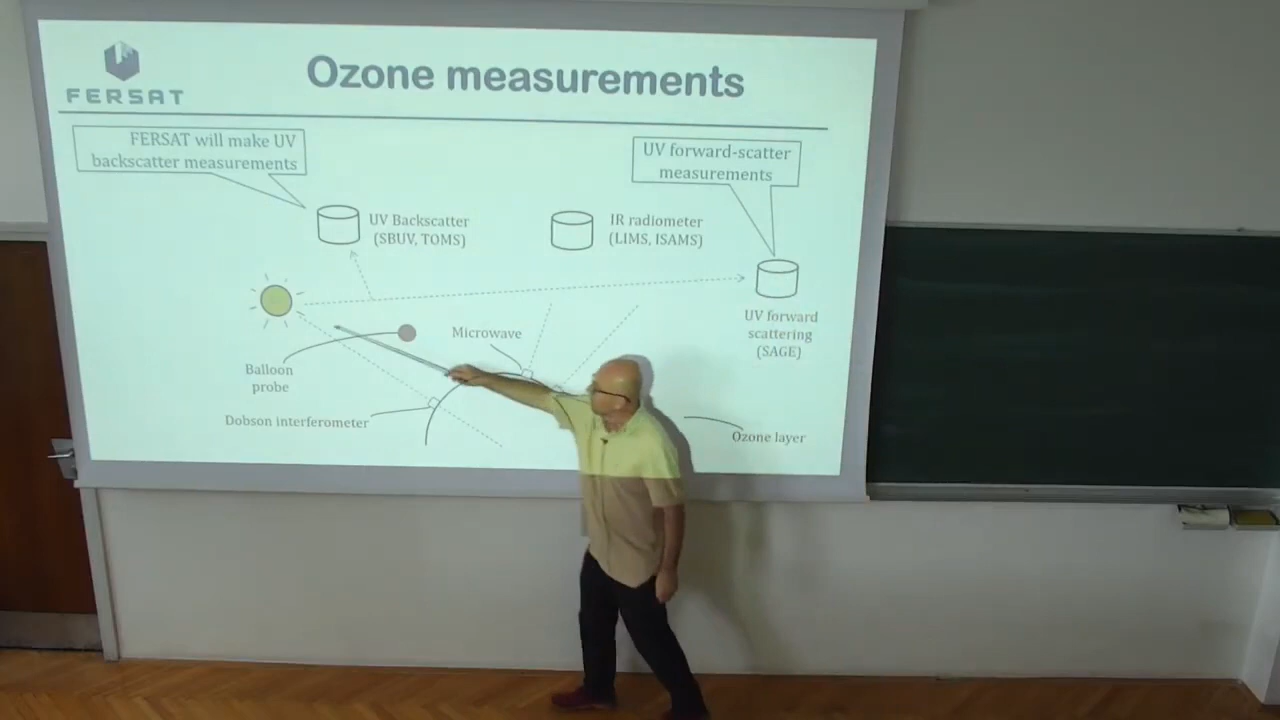 FERSAT
Ozone measurements
FERSAT will make UV
backscatter measurements
UV forward-scatter
measurements
UV Backscatter
(SBUV, TOMS)
IR radiometer
(LIMS, ISAMS)
UV forward
scattering
(SAGE)
Microwave
Balloon
probe
Dobson interferometer
Ozone layer